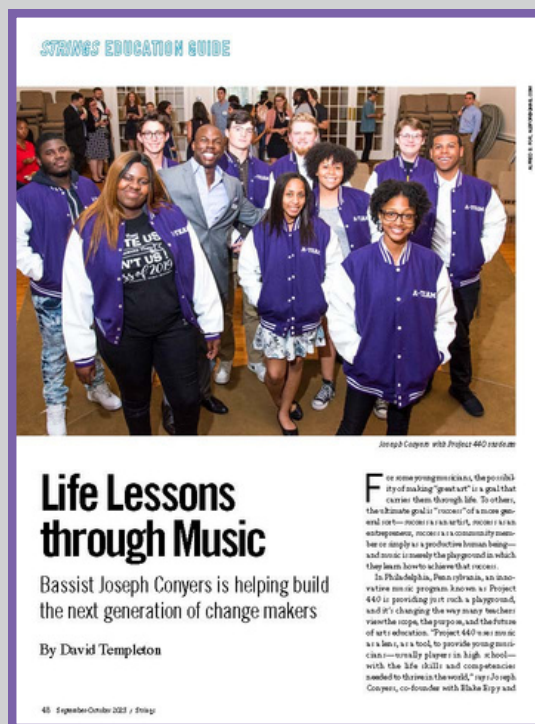 STRINGS EDUCATION GUIDE
A-TEAM
A-TEAM
A-TEAM
Joseph Conyers with Project 440 students
Life Lessons
through Music
Bassist Joseph Conyers is helping build
the next generation of change makers
By David Templeton
For some young musicians, the possibil-
ity of making "great art" is a goal that
carries them through life. To others,
the ultimate goal is "success" of a more gen-
eral sort—success as an artist, success as an
entrepreneur, success as a community mem-
ber or simply as a productive human being—
and music is merely the playground in which
they learn how to achieve that success.
In Philadelphia, Pennsylvania, an inno-
vative music program known as Project
440 is providing just such a playground,
and it's changing the way many teachers
view the scope, the purpose, and the future
of arts education. "Project 440 uses music
as a lens, as a tool, to provide young musi-
cians—usually players in high school—
with the life skills and competencies
needed to thrive in the world," says Joseph
Conyers, co-founder with Blake Espy and
48 September-October 2025 / Strings